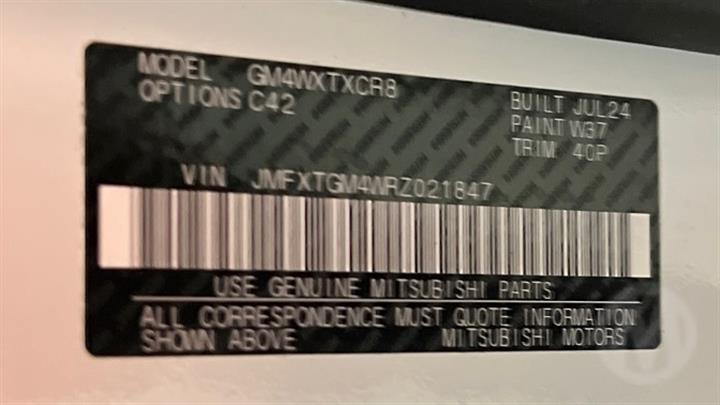 MODEL GM4WXTXCR8
OPTIONS C42
BUILT JUL24
PAINT W37
TRIM 40P
VIN JMFXTGM4WRZ021847
USE GENUINE MITSUBISHI PARTS
ALL CORRESPONDENCE MUST QUOTE INFORMATION
SHOWN ABOVE MITSUBISHI MOTORS